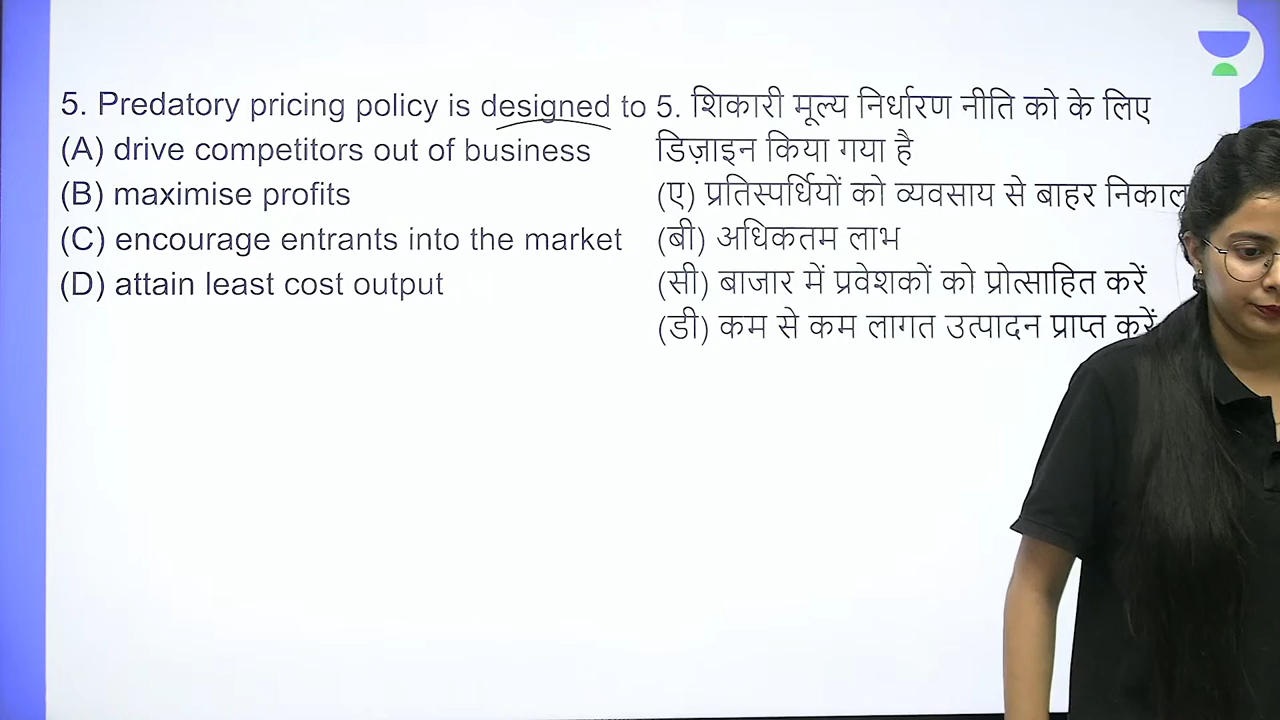 5. Predatory pricing policy is designed to
(A) drive competitors out of business
(B) maximise profits
(C) encourage entrants into the market
(D) attain least cost output
5. शिकारी मूल्य निर्धारण नीति को के लिए
डिज़ाइन किया गया है
(ए) प्रतिस्पर्धियों को व्यवसाय से बाहर
(बी) अधिकतम लाभ
(सी) बाजार में प्रवेशकों को प्रोत्साहित करें
(डी) कम से कम लागत उत्पादन प्राप्त करें